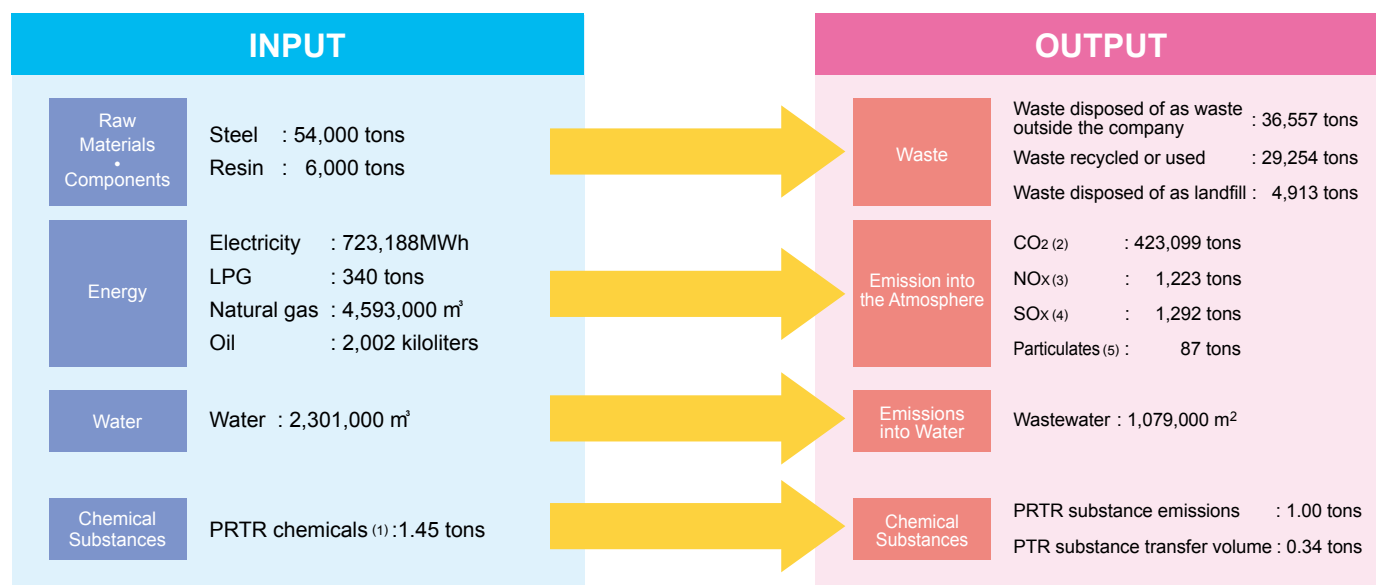 INPUT
Raw
Materials
•
Components
Steel : 54,000 tons
Resin : 6,000 tons
Energy
Electricity : 723,188MWh
LPG : 340 tons
Natural gas : 4,593,000 ㎥
Oil : 2,002 kiloliters
Water
Water : 2,301,000 ㎥
Chemical
Substances
PRTR chemicals (1) :1.45 tons
OUTPUT
Waste
Waste disposed of as waste
outside the company : 36,557 tons
Waste recycled or used : 29,254 tons
Waste disposed of as landfill : 4,913 tons
Emission into
the Atmosphere
CO2 (2) : 423,099 tons
NOX (3) : 1,223 tons
SOX (4) : 1,292 tons
Particulates (5) : 87 tons
Emissions
into Water
Wastewater : 1,079,000 m²
Chemical
Substances
PRTR substance emissions : 1.00 tons
PTR substance transfer volume : 0.34 tons